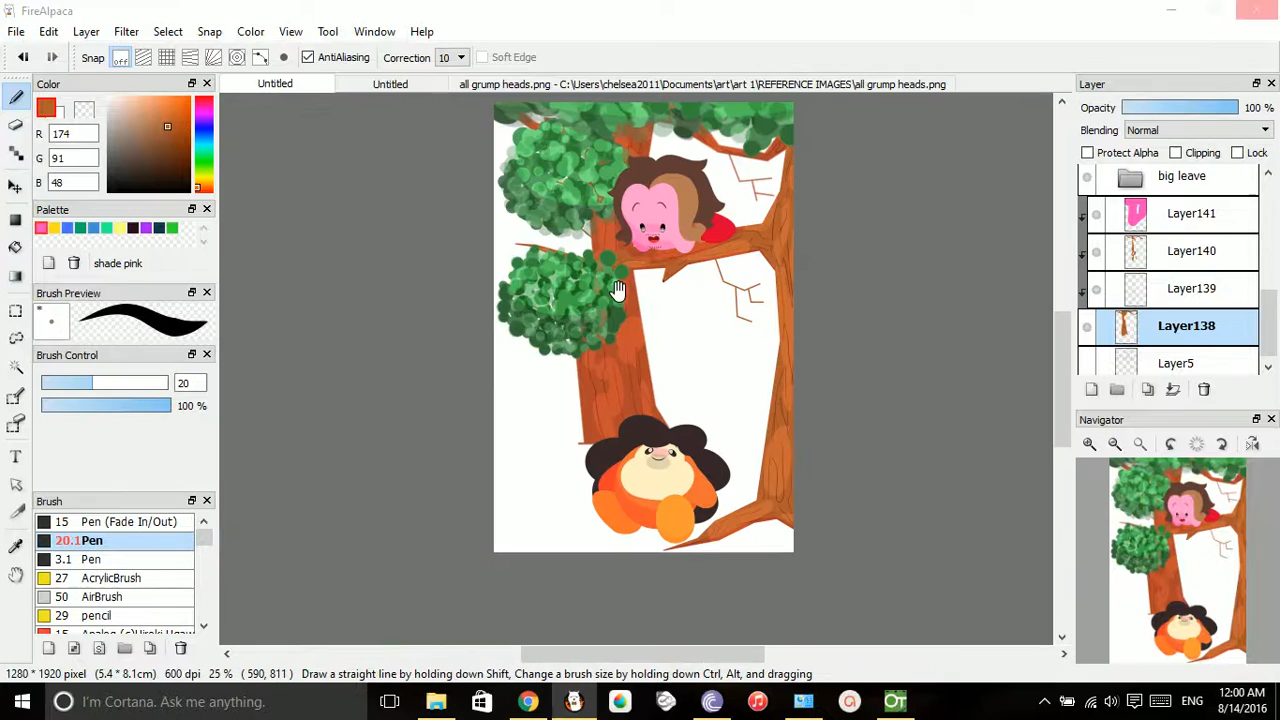 FireAlpaca
File Edit Layer Filter Select Snap Color View Tool Window Help
Snap off AntiAliasing Correction 10 Soft Edge
Color
Untitled Untitled all grump heads.png - C:\Users\chelsea2011\Documents\art\art 1\REFERENCE IMAGES\all grump heads.png
Layer
R 174
G 91
B 48
Opacity 100 %
Blending Normal
Protect Alpha Clipping Lock
big leave
Layer141
Layer140
Layer139
Layer138
Layer5
Palette
shade pink
Brush Preview
Brush Control
20
100 %
Navigator
Brush
15 Pen (Fade In/Out)
20.1 Pen
3.1 Pen
27 AcrylicBrush
50 AirBrush
29 pencil
1280 * 1920 pixel (5.4 * 8.1cm) 600 dpi 25 % ( 590, 811 ) Draw a straight line by holding down Shift, Change a brush size by holding down Ctrl, Alt, and dragging
I'm Cortana. Ask me anything.
ENG
12:00 AM
8/14/2016